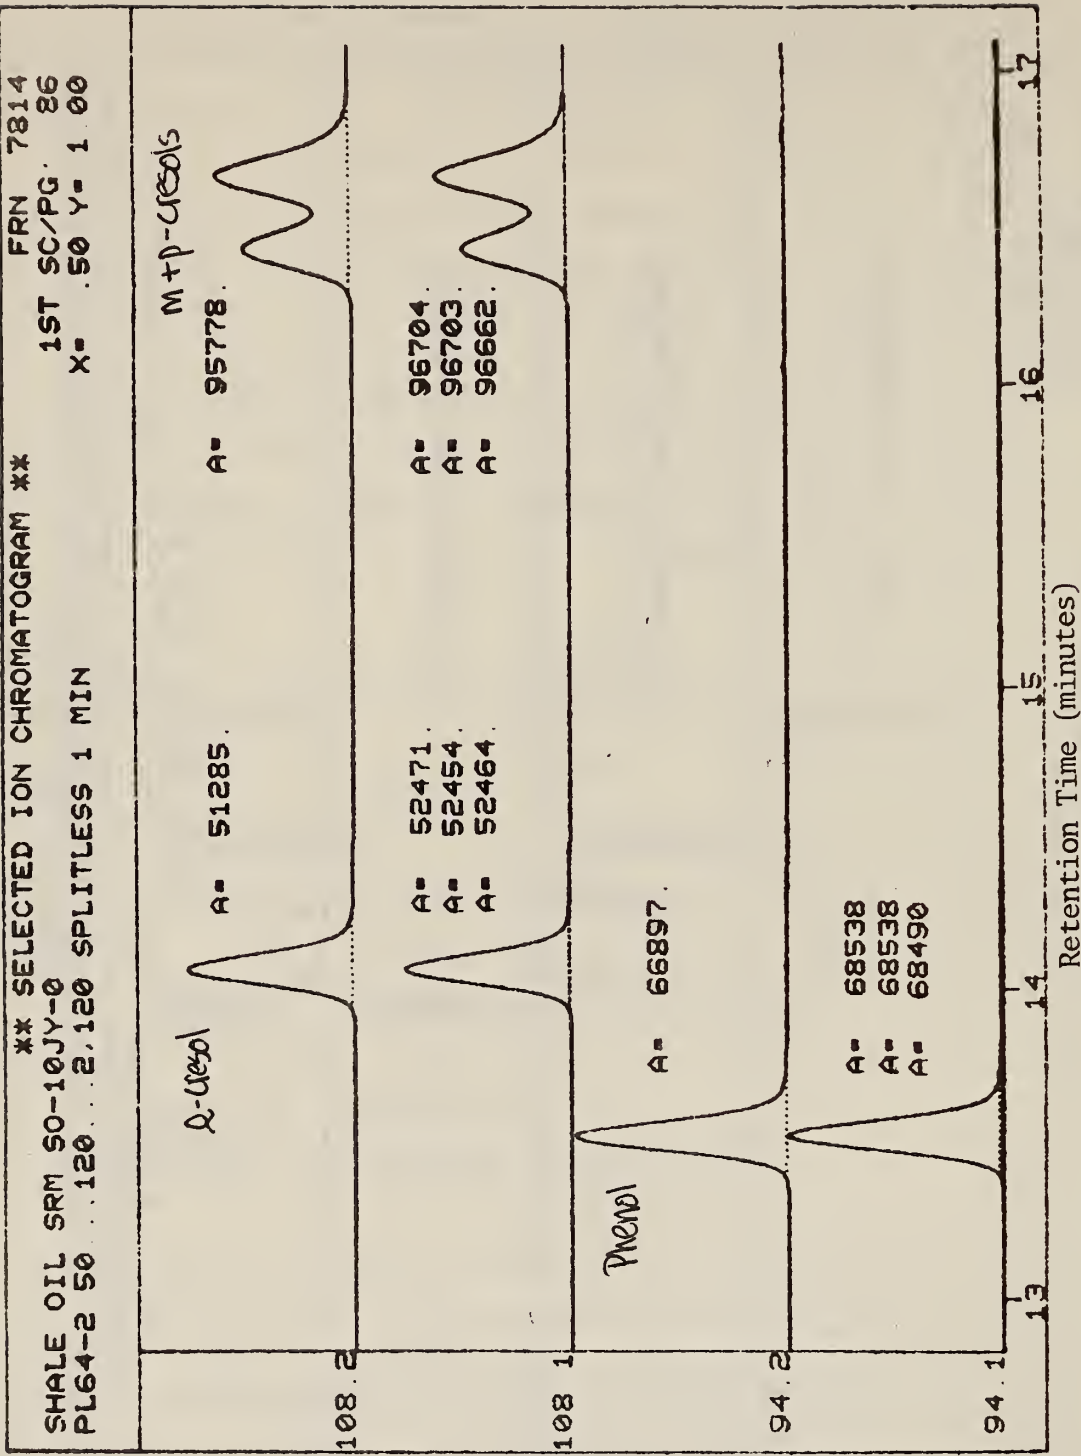 ** SELECTED ION CHROMATOGRAM ** FRN 7814
SHALE OIL SRM SO-10JY-0 1ST SC/PG: 86
PL64-2 50...120...2,120 SPLITLESS 1 MIN X= .50 Y= 1.00
o-cresol
M+p-cresols
A= 51285.
A= 95778.
108.2
A= 52471.
A= 52454.
A= 52464.
A= 96704.
A= 96703.
A= 96662.
108.1
Phenol
A= 66897.
94.2
A= 68538
A= 68538.
A= 68490
94.1
13 14 15 16 17
Retention Time (minutes)